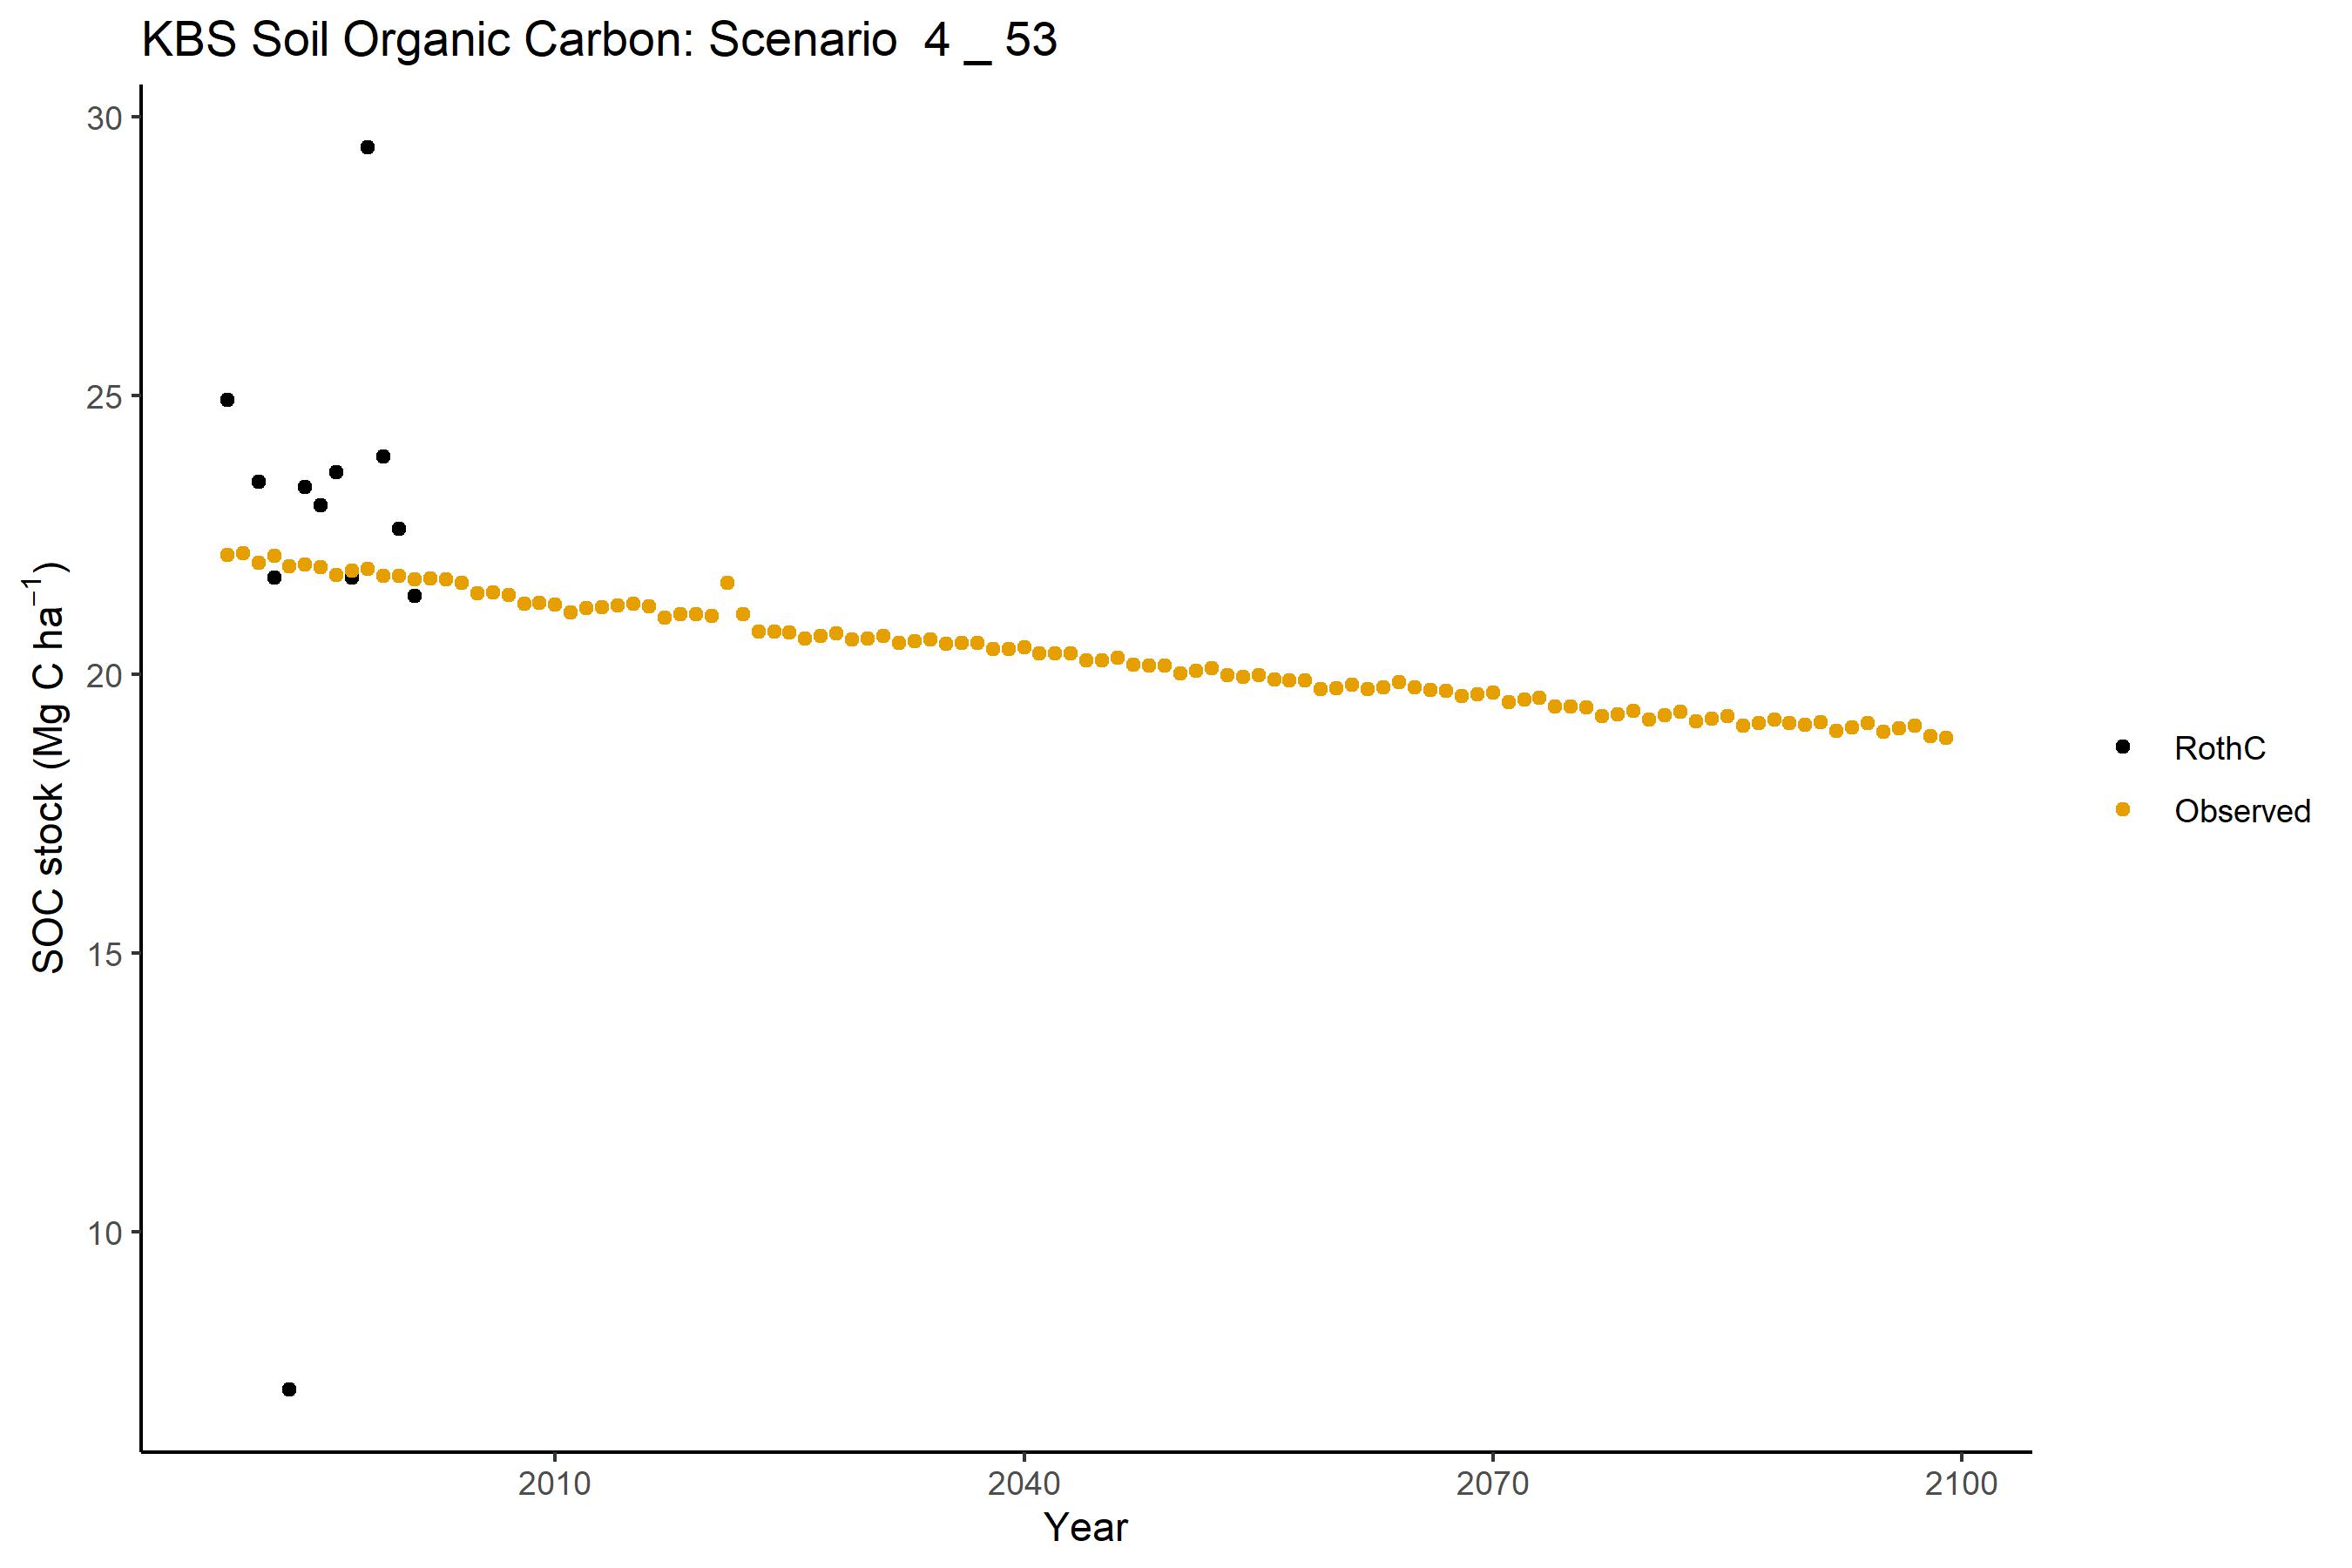 KBS Soil Organic Carbon: Scenario  4 _ 53
30
25
20
15
10
SOC stock (Mg C ha⁻¹)
2010 2040 2070 2100
Year
RothC
Observed